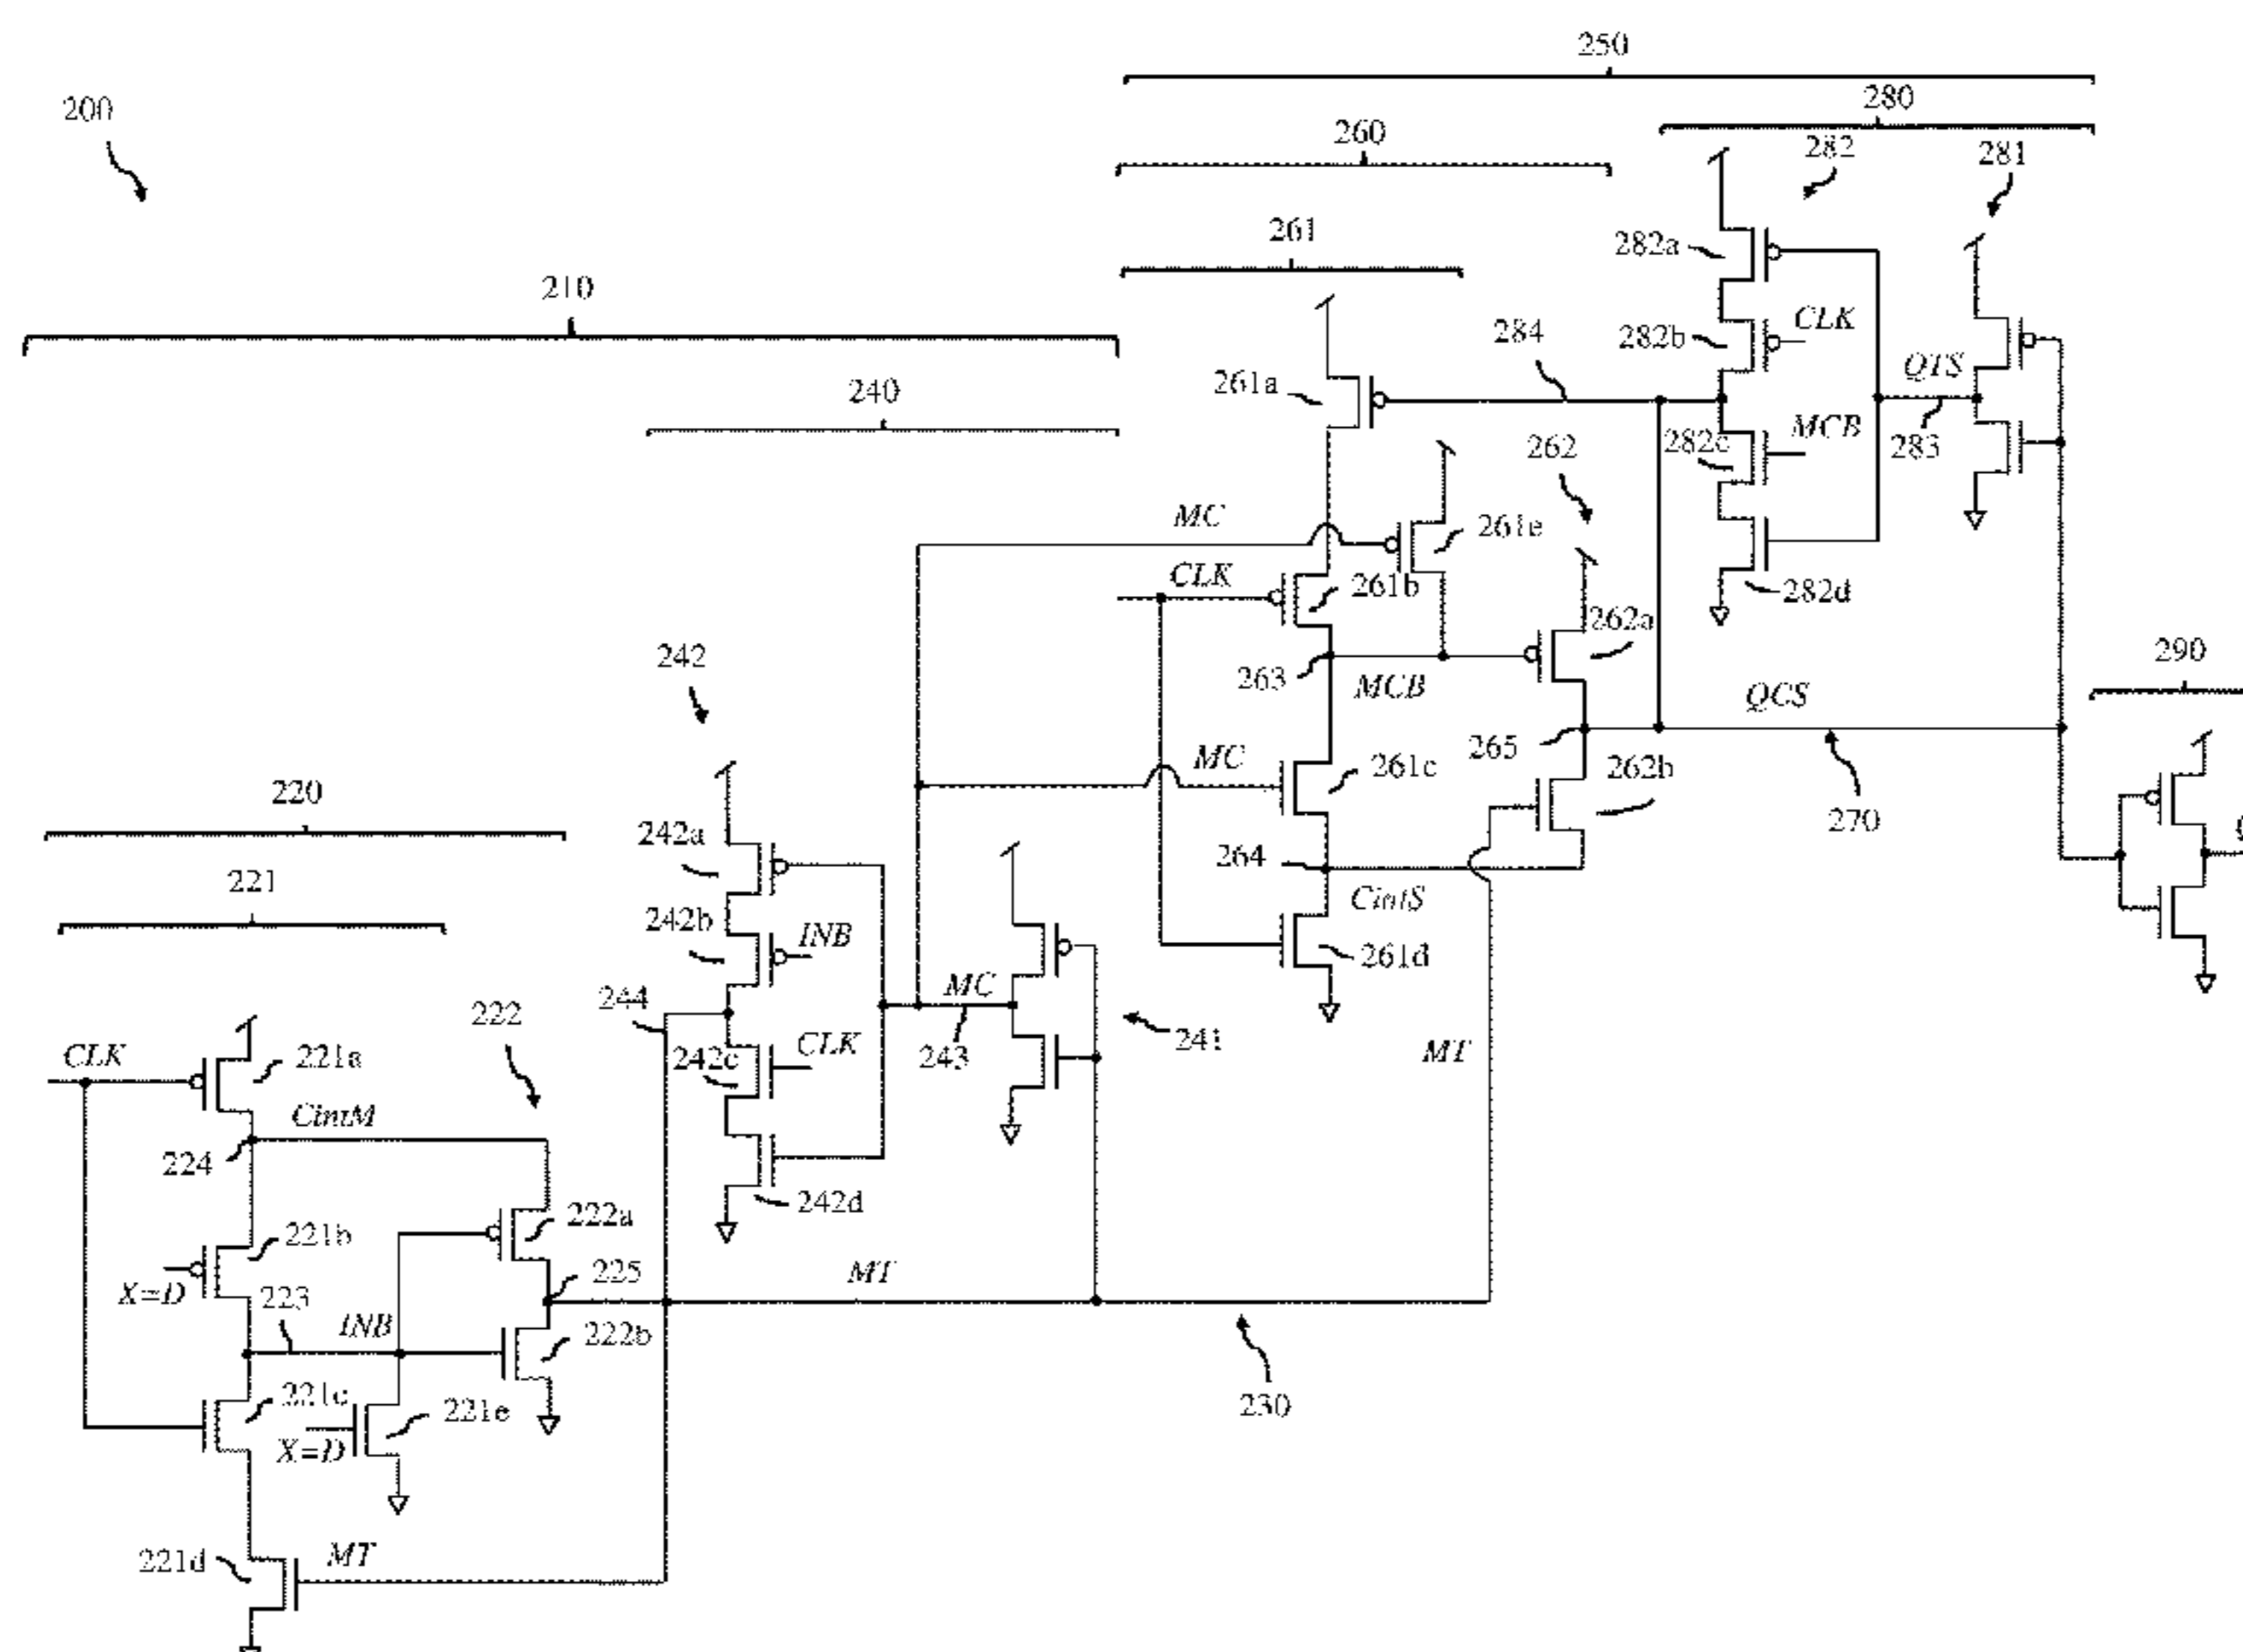 250
200
280
260
282
281
261
282a
210
CLK
284
282b
QTS
261a
240
MCB
262
282c
283
MC
261e
CLK
261b
282d
262a
242
290
263
MCB
QCS
265
MC
261c
262b
220
242a
270
264
221
CintS
242b
INB
261d
MC
244
222
CLK
243
241
CLK
221a
242c
MT
CintM
224
242d
222a
221b
225
MT
X=D
223
INB
222b
221c
221e
230
X=D
221d
MT